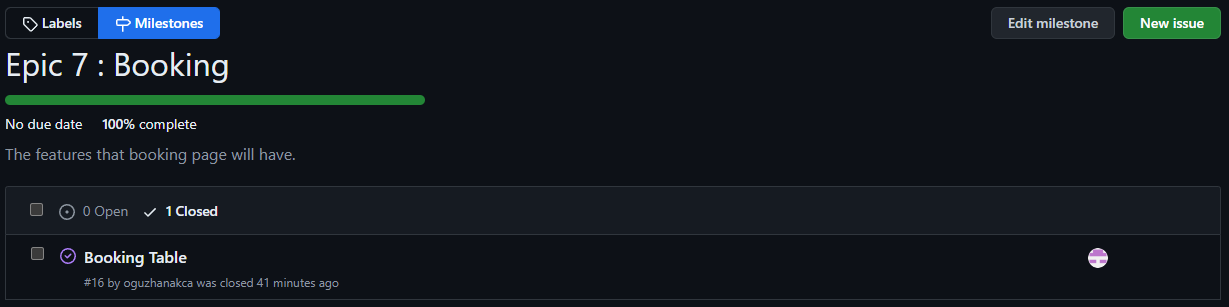 Labels Milestones Edit milestone New issue
Epic 7 : Booking
No due date 100% complete
The features that booking page will have.
0 Open 1 Closed
Booking Table
#16 by oguzhanakca was closed 41 minutes ago